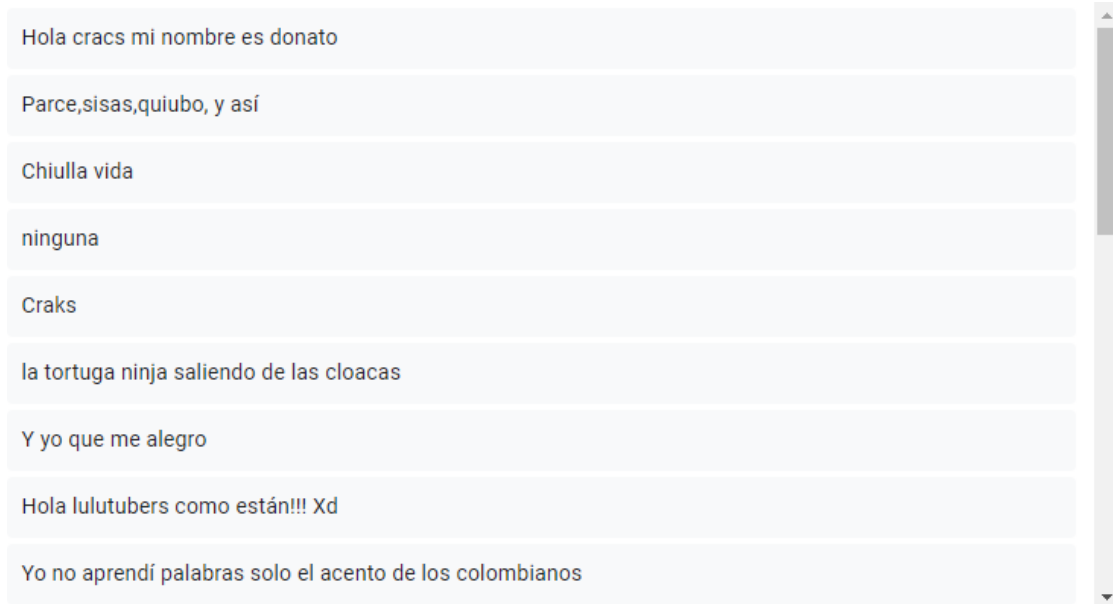 Hola cracs mi nombre es donato
Parce,sisas,quiubo, y así
Chiulla vida
ninguna
Craks
la tortuga ninja saliendo de las cloacas
Y yo que me alegro
Hola lulutubers como están!!! Xd
Yo no aprendí palabras solo el acento de los colombianos